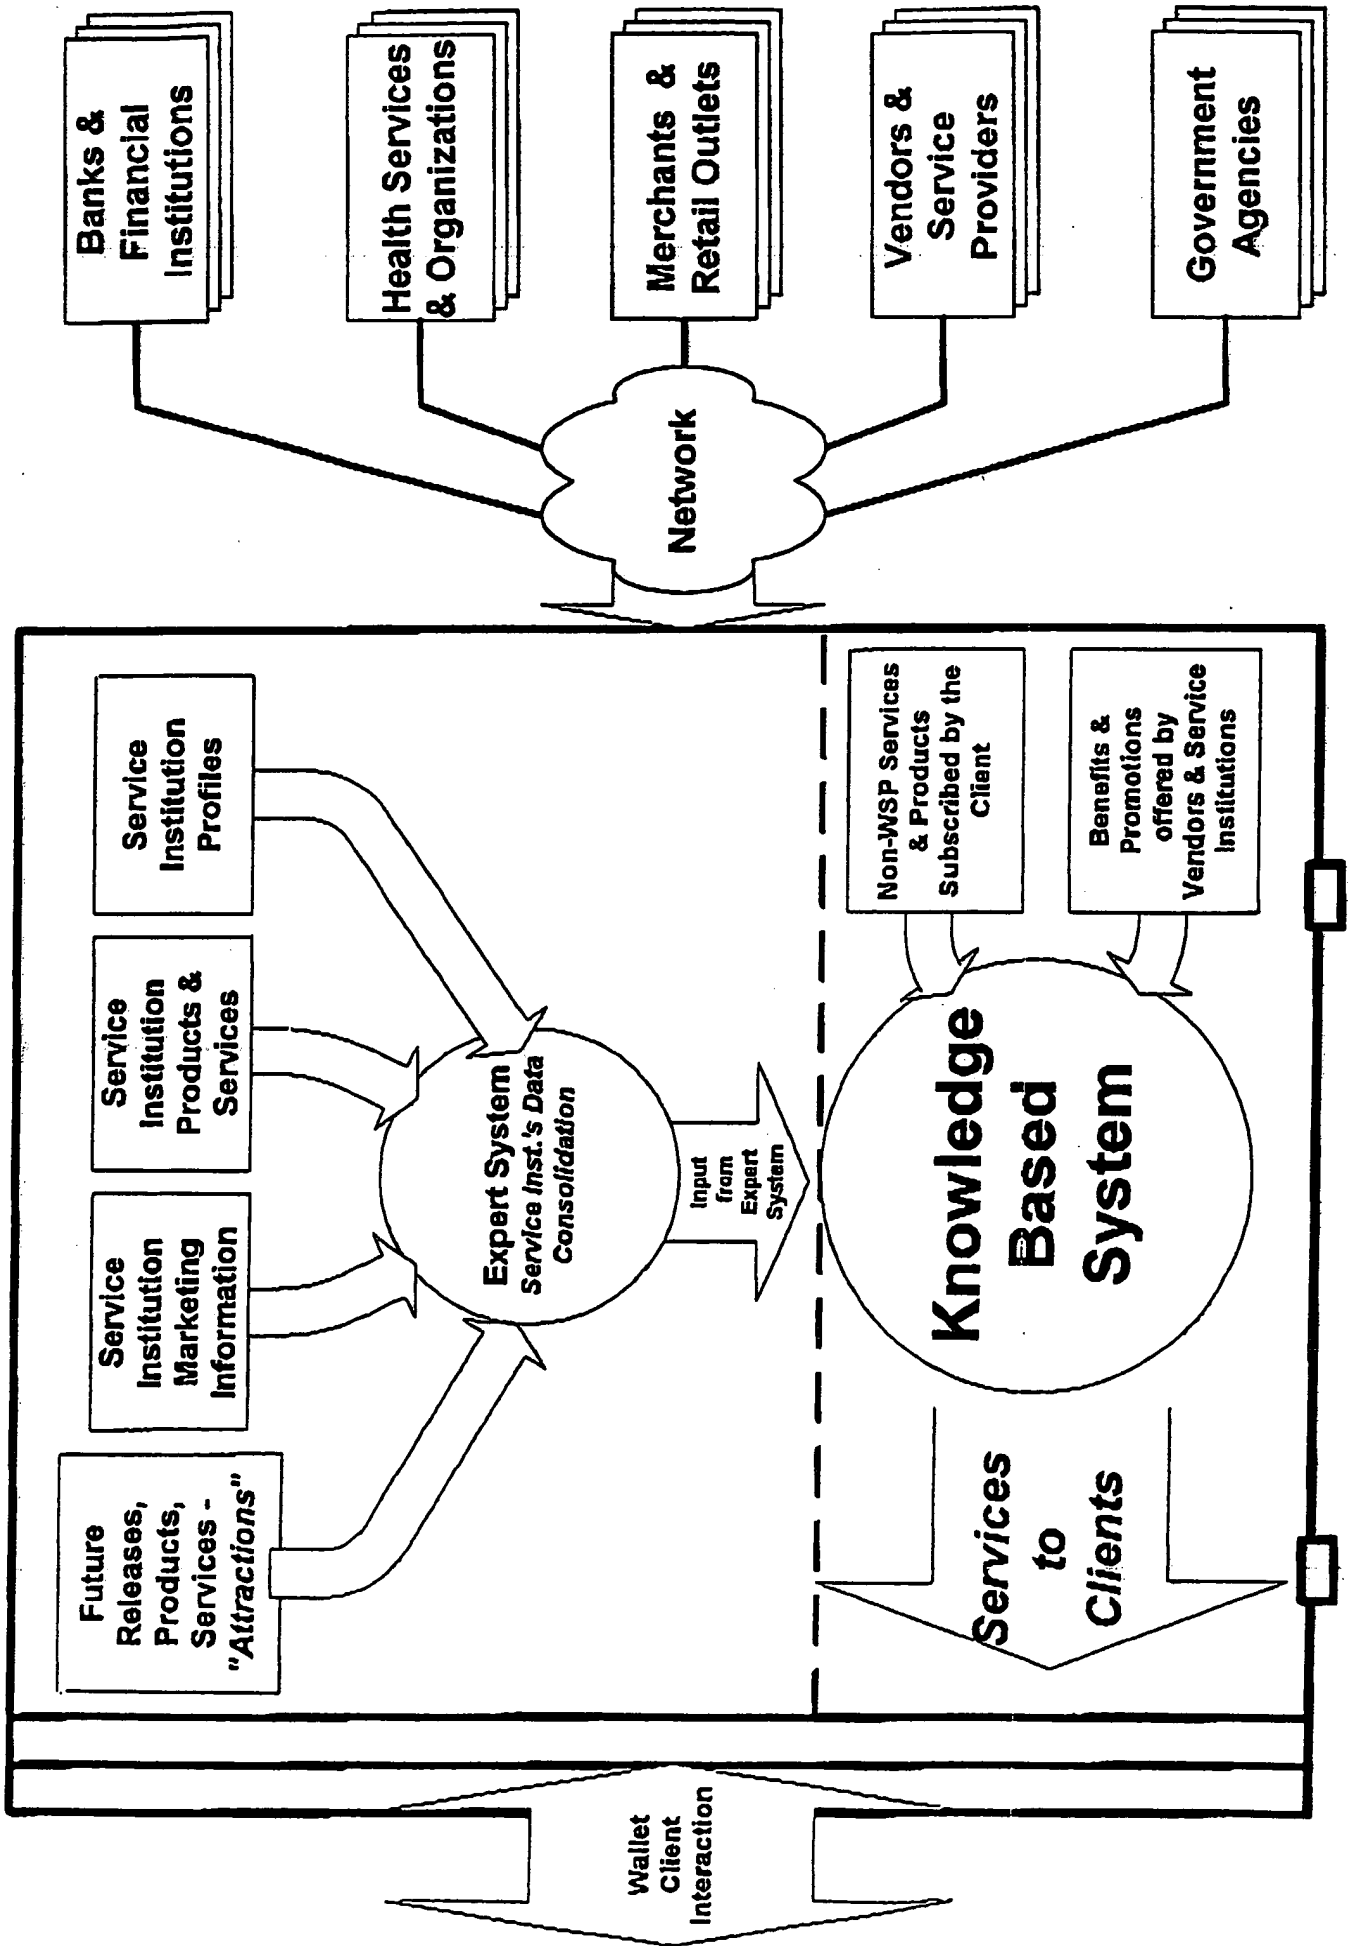 Banks &
Financial
Institutions
Health Services
& Organizations
Merchants &
Retail Outlets
Vendors &
Service
Providers
Government
Agencies
Network
Service
Institution
Profiles
Service
Institution
Products &
Services
Service
Institution
Marketing
Information
Future
Releases,
Products,
Services -
"Attractions"
Expert System
Service Inst.'s Data
Consolidation
Input
from
Expert
System
Non-WSP Services
& Products
Subscribed by the
Client
Benefits &
Promotions
offered by
Vendors & Service
Institutions
Knowledge
Based
System
Services
to
Clients
Wallet
Client
Interaction